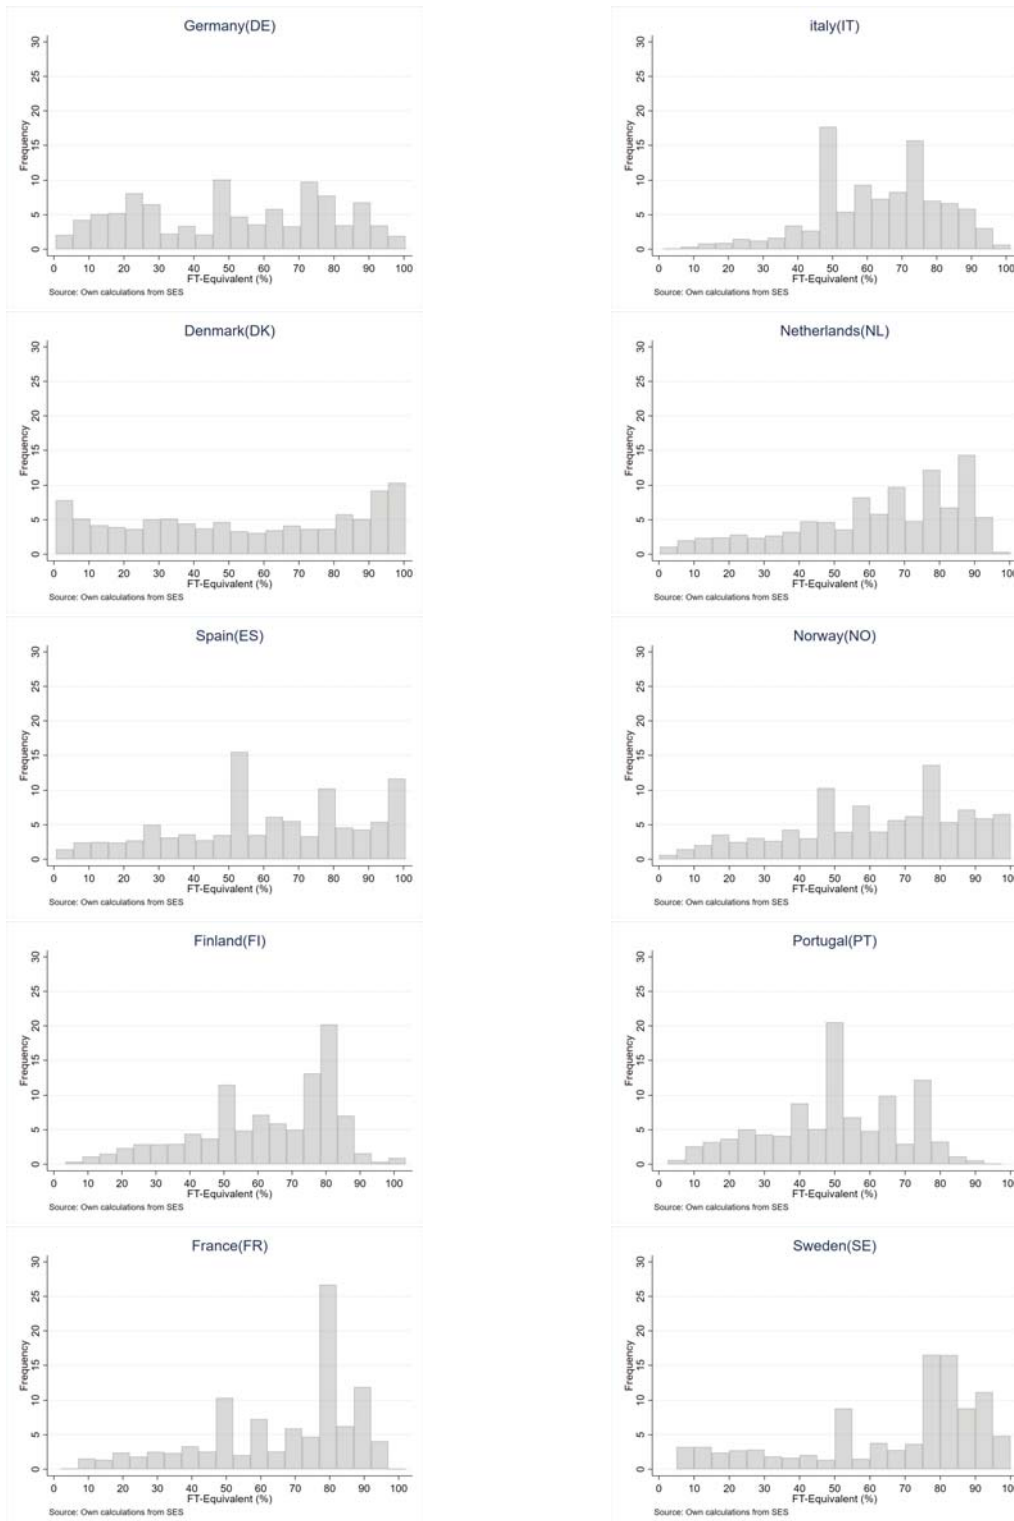 Germany(DE)
30
25
20
15
10
5
0
Frequency
0 10 20 30 40 50 60 70 80 90 100
FT-Equivalent (%)
Source: Own calculations from SES
italy(IT)
30
25
20
15
10
5
0
Frequency
0 10 20 30 40 50 60 70 80 90 100
FT-Equivalent (%)
Source: Own calculations from SES
Denmark(DK)
30
25
20
15
10
5
0
Frequency
0 10 20 30 40 50 60 70 80 90 100
FT-Equivalent (%)
Source: Own calculations from SES
Netherlands(NL)
30
25
20
15
10
5
0
Frequency
0 10 20 30 40 50 60 70 80 90 100
FT-Equivalent (%)
Source: Own calculations from SES
Spain(ES)
30
25
20
15
10
5
0
Frequency
0 10 20 30 40 50 60 70 80 90 100
FT-Equivalent (%)
Source: Own calculations from SES
Norway(NO)
30
25
20
15
10
5
0
Frequency
0 10 20 30 40 50 60 70 80 90 100
FT-Equivalent (%)
Source: Own calculations from SES
Finland(FI)
30
25
20
15
10
5
0
Frequency
0 10 20 30 40 50 60 70 80 90 100
FT-Equivalent (%)
Source: Own calculations from SES
Portugal(PT)
30
25
20
15
10
5
0
Frequency
0 10 20 30 40 50 60 70 80 90 100
FT-Equivalent (%)
Source: Own calculations from SES
France(FR)
30
25
20
15
10
5
0
Frequency
0 10 20 30 40 50 60 70 80 90 100
FT-Equivalent (%)
Source: Own calculations from SES
Sweden(SE)
30
25
20
15
10
5
0
Frequency
0 10 20 30 40 50 60 70 80 90 100
FT-Equivalent (%)
Source: Own calculations from SES